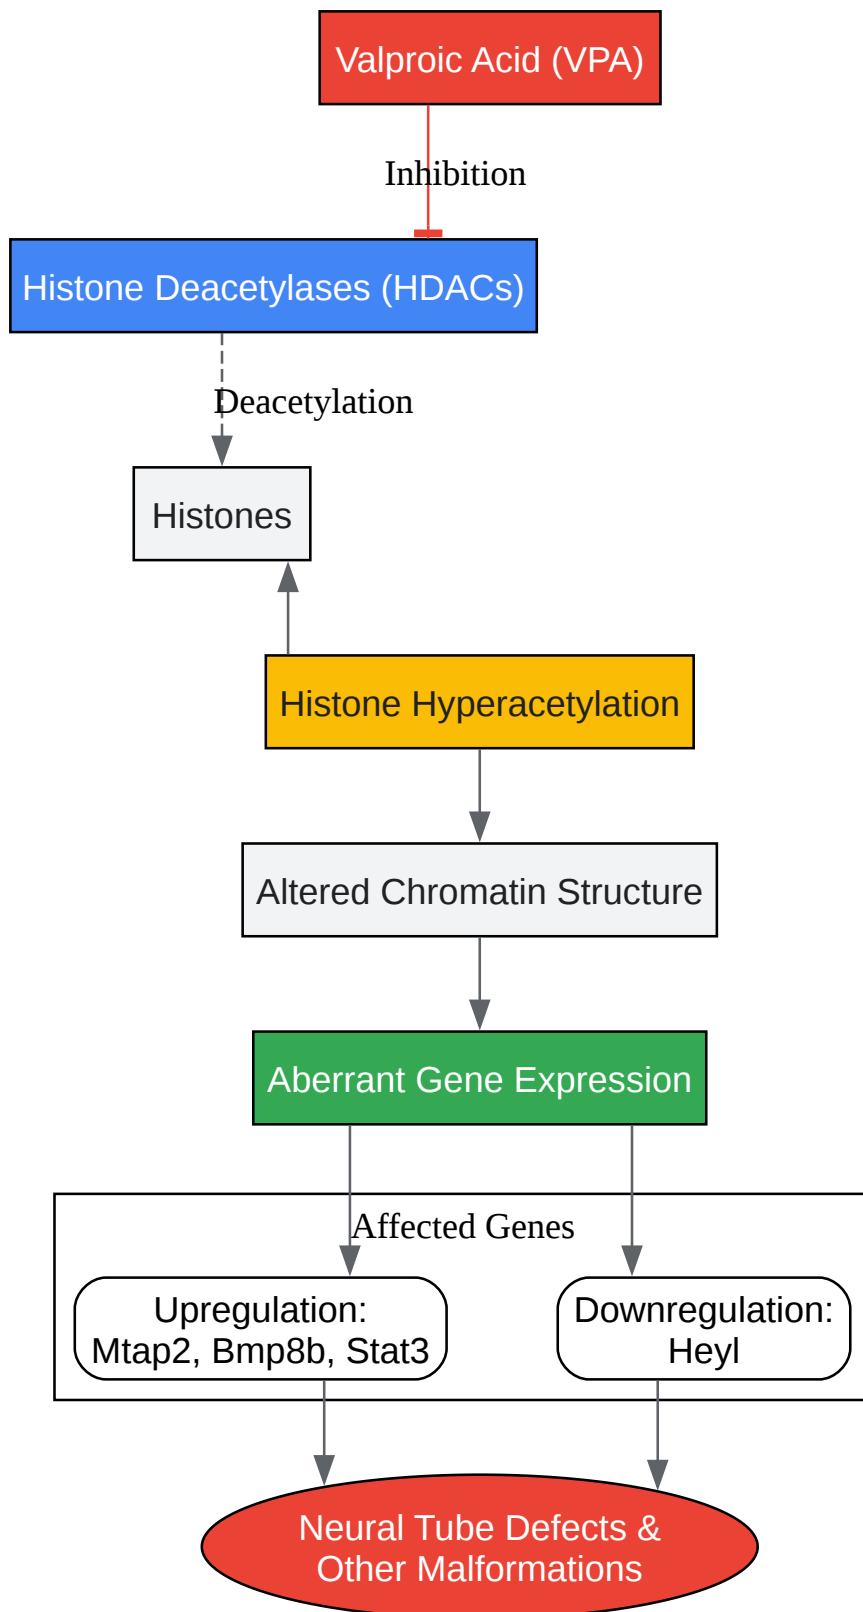 Valproic Acid (VPA)
Inhibition
Histone Deacetylases (HDACs)
Deacetylation
Histones
Histone Hyperacetylation
Altered Chromatin Structure
Aberrant Gene Expression
Affected Genes
Upregulation:
Mtap2, Bmp8b, Stat3
Downregulation:
Heyl
Neural Tube Defects &
Other Malformations